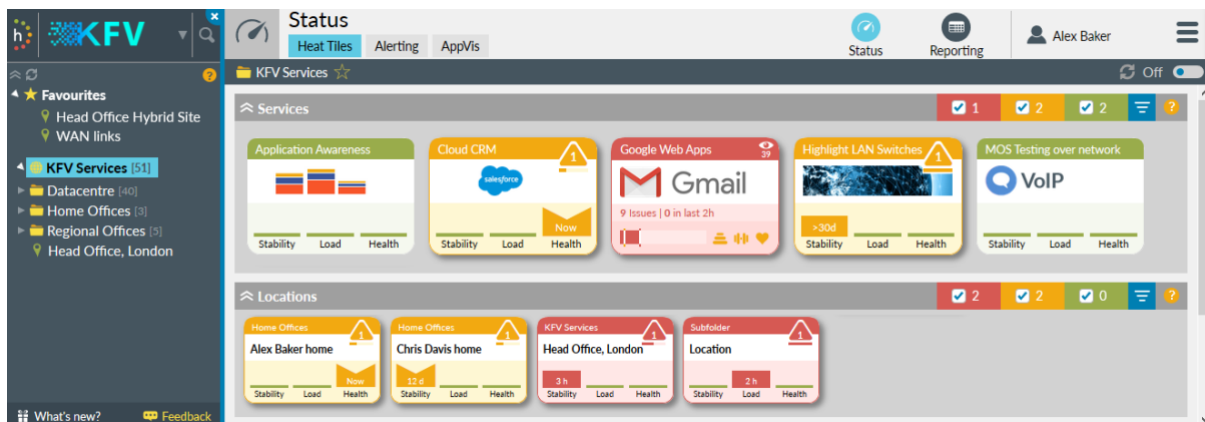 h KFV
Status
Heat Tiles Alerting AppVis
Status
Reporting
Alex Baker
KFV Services
Off
Favourites
Head Office Hybrid Site
WAN links
KFV Services [51]
Datacentre [40]
Home Offices [3]
Regional Offices [5]
Head Office, London
What's new? Feedback
Services
1 2 2 ?
Application Awareness
Stability Load Health
Cloud CRM 1
salesforce
Now
Stability Load Health
Google Web Apps 39
Gmail
9 Issues | 0 in last 2h
Highlight LAN Switches 1
>30d
Stability Load Health
MOS Testing over network
VoIP
Stability Load Health
Locations
2 2 0 ?
Home Offices 1
Alex Baker home
Now
Stability Load Health
Home Offices 1
Chris Davis home
12 d
Stability Load Health
KFV Services 1
Head Office, London
3 h
Stability Load Health
Subfolder 1
Location
2 h
Stability Load Health